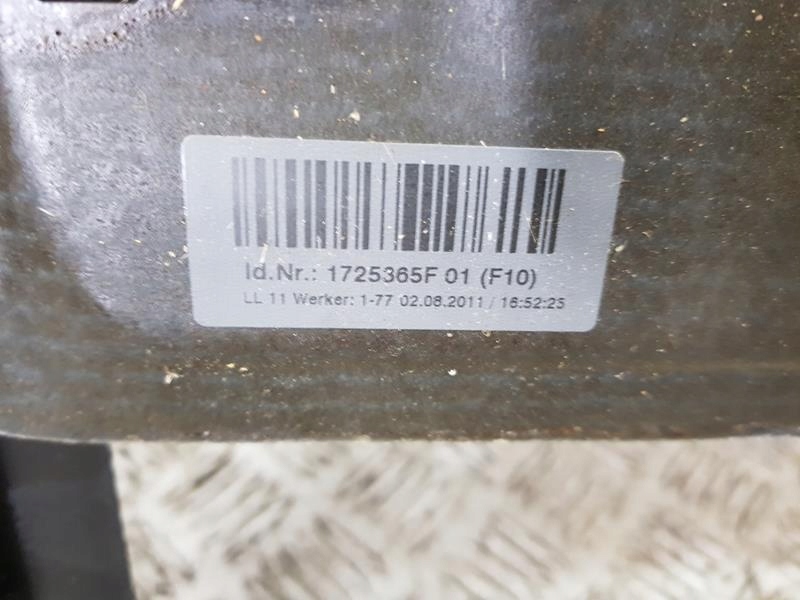 Id.Nr.: 1725365F 01 (F10)
LL 11 Werker: 1-77 02.08.2011 / 16:52:25